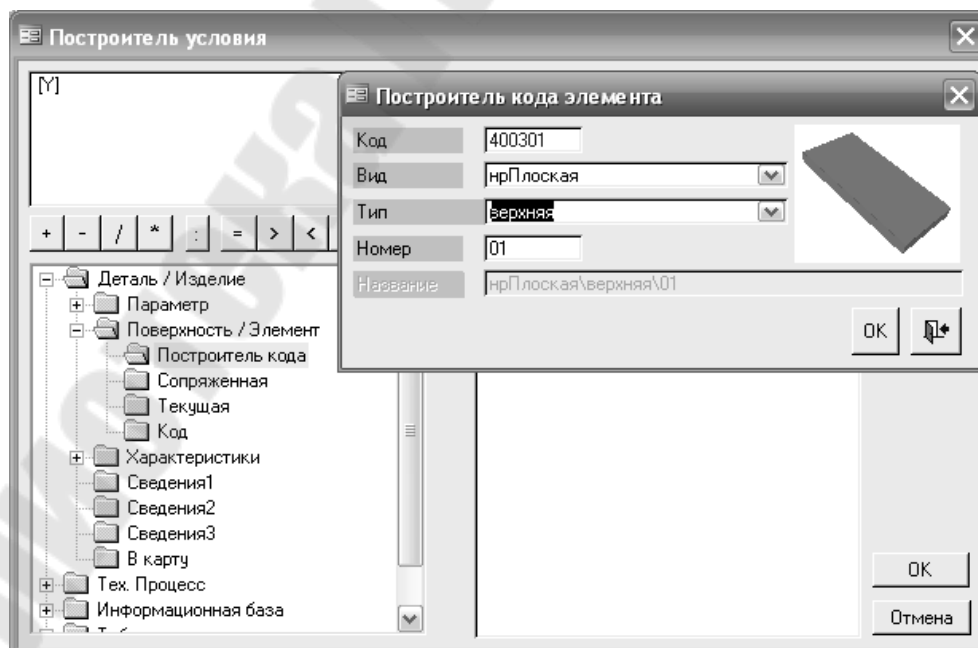 Построитель условия
[Y]
Построитель кода элемента
Код 400301
Вид нрПлоская
Тип верхняя
Номер 01
Название нрПлоская\верхняя\01
OK
+ - / * : = > <
Деталь / Изделие
Параметр
Поверхность / Элемент
Построитель кода
Сопряженная
Текущая
Код
Характеристики
Сведения1
Сведения2
Сведения3
В карту
Тех. Процесс
Информационная база
OK
Отмена